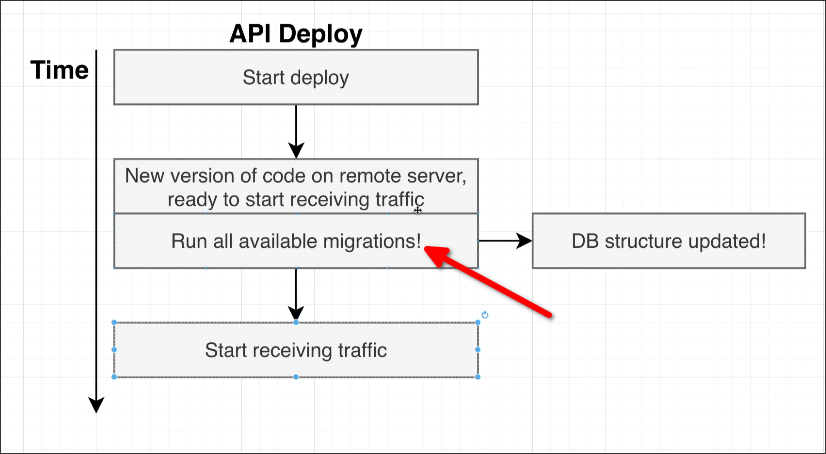 API Deploy
Time
Start deploy
New version of code on remote server,
ready to start receiving traffic
Run all available migrations!
DB structure updated!
Start receiving traffic